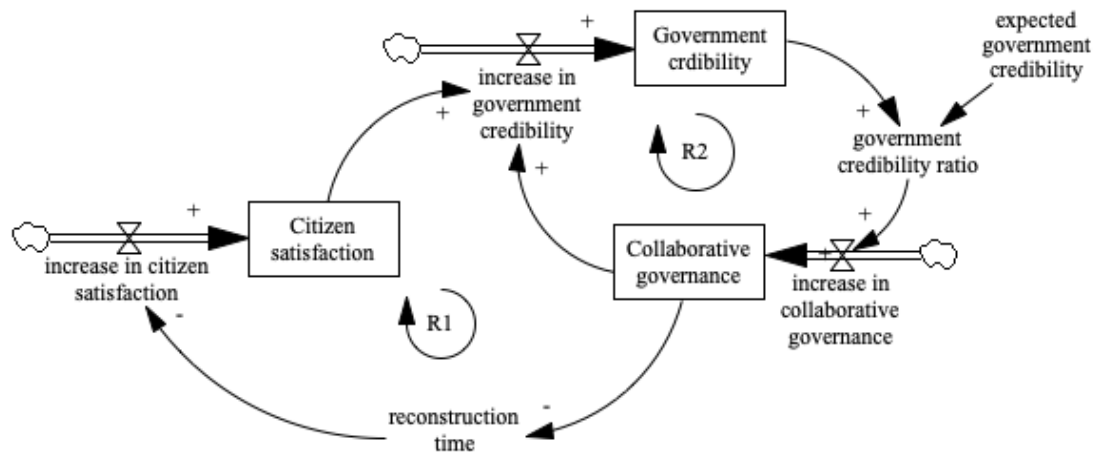 +
Government
crdibility
expected
government
credibility
increase in
government
credibility
+
+
government
credibility ratio
R2
+
+
Citizen
satisfaction
+
increase in citizen
satisfaction
Collaborative
governance
+
increase in
collaborative
governance
-
R1
-
reconstruction
time